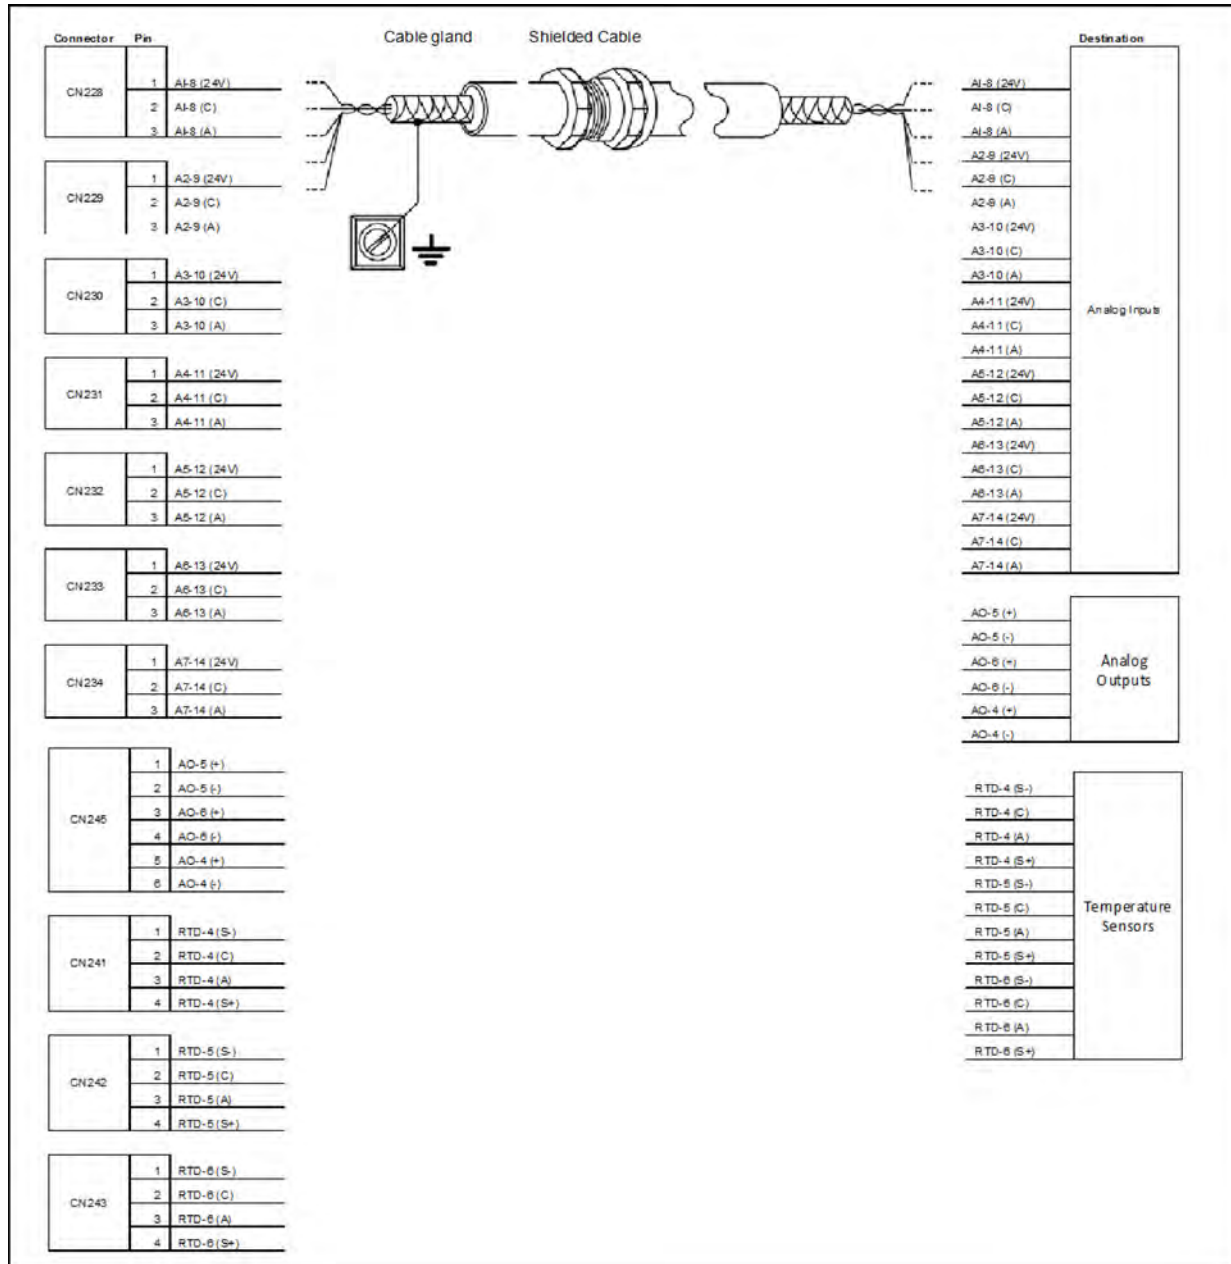 Cable gland Shielded Cable
Connector Pin
CN228
1 AI-8 (24V)
2 AI-8 (C)
3 AI-8 (A)
CN229
1 A2-9 (24V)
2 A2-9 (C)
3 A2-9 (A)
CN230
1 A3-10 (24V)
2 A3-10 (C)
3 A3-10 (A)
CN231
1 A4-11 (24V)
2 A4-11 (C)
3 A4-11 (A)
CN232
1 A5-12 (24V)
2 A5-12 (C)
3 A5-12 (A)
CN233
1 A6-13 (24V)
2 A6-13 (C)
3 A6-13 (A)
CN234
1 A7-14 (24V)
2 A7-14 (C)
3 A7-14 (A)
CN245
1 AO-5 (+)
2 AO-5 (-)
3 AO-6 (+)
4 AO-6 (-)
5 AO-4 (+)
6 AO-4 (-)
CN241
1 RTD-4 (S-)
2 RTD-4 (C)
3 RTD-4 (A)
4 RTD-4 (S+)
CN242
1 RTD-5 (S-)
2 RTD-5 (C)
3 RTD-5 (A)
4 RTD-5 (S+)
CN243
1 RTD-6 (S-)
2 RTD-6 (C)
3 RTD-6 (A)
4 RTD-6 (S+)
Destination
AI-8 (24V)
AI-8 (C)
AI-8 (A)
A2-9 (24V)
A2-9 (C)
A2-9 (A)
A3-10 (24V)
A3-10 (C)
A3-10 (A)
A4-11 (24V)
A4-11 (C)
A4-11 (A)
A5-12 (24V)
A5-12 (C)
A5-12 (A)
A6-13 (24V)
A6-13 (C)
A6-13 (A)
A7-14 (24V)
A7-14 (C)
A7-14 (A)
Analog Inputs
AO-5 (+)
AO-5 (-)
AO-6 (+)
AO-6 (-)
AO-4 (+)
AO-4 (-)
Analog
Outputs
RTD-4 (S-)
RTD-4 (C)
RTD-4 (A)
RTD-4 (S+)
RTD-5 (S-)
RTD-5 (C)
RTD-5 (A)
RTD-5 (S+)
RTD-6 (S-)
RTD-6 (C)
RTD-6 (A)
RTD-6 (S+)
Temperature
Sensors